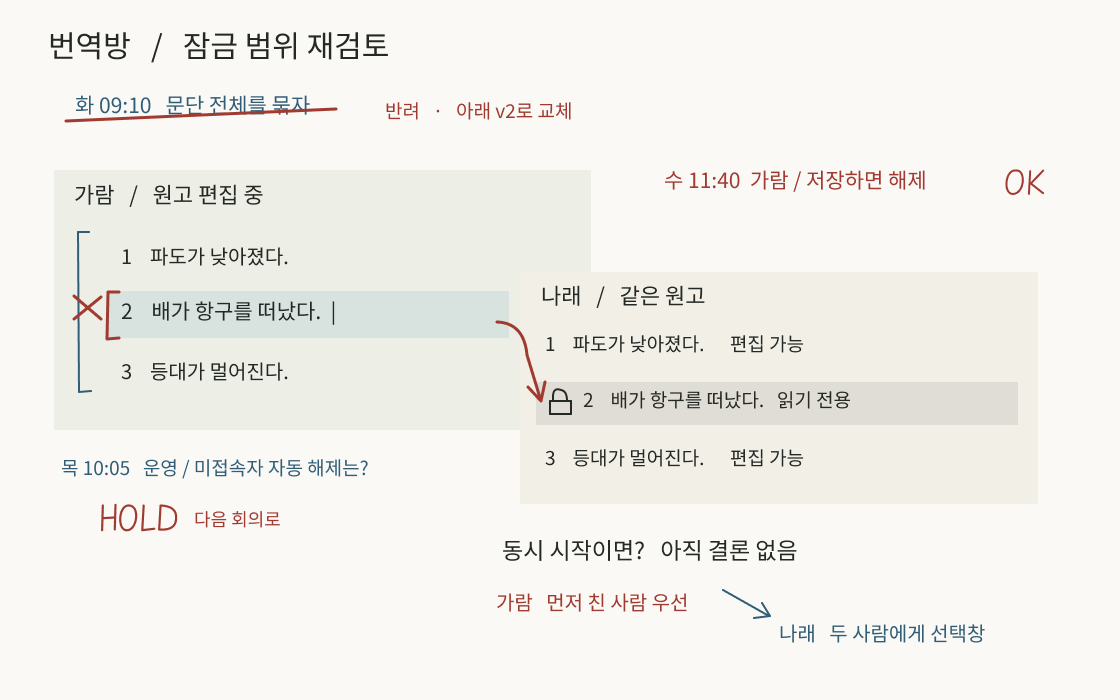 번역방 / 잠금 범위 재검토
화 09:10 문단 전체를 묶자
반려 · 아래 v2로 교체
수 11:40 가람 / 저장하면 해제 OK
가람 / 원고 편집 중
1 파도가 낮아졌다.
2 배가 항구를 떠났다. |
3 등대가 멀어진다.
나래 / 같은 원고
1 파도가 낮아졌다. 편집 가능
2 배가 항구를 떠났다. 읽기 전용
3 등대가 멀어진다. 편집 가능
목 10:05 운영 / 미접속자 자동 해제는?
HOLD 다음 회의로
동시 시작이면? 아직 결론 없음
가람 먼저 친 사람 우선
나래 두 사람에게 선택창